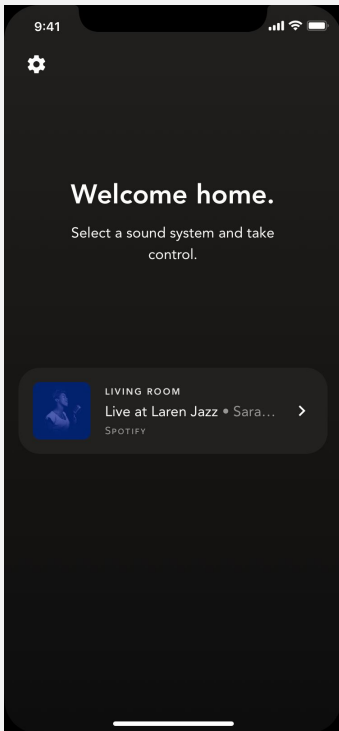 9:41
Welcome home.
Select a sound system and take
control.
LIVING ROOM
Live at Laren Jazz • Sara...
SPOTIFY